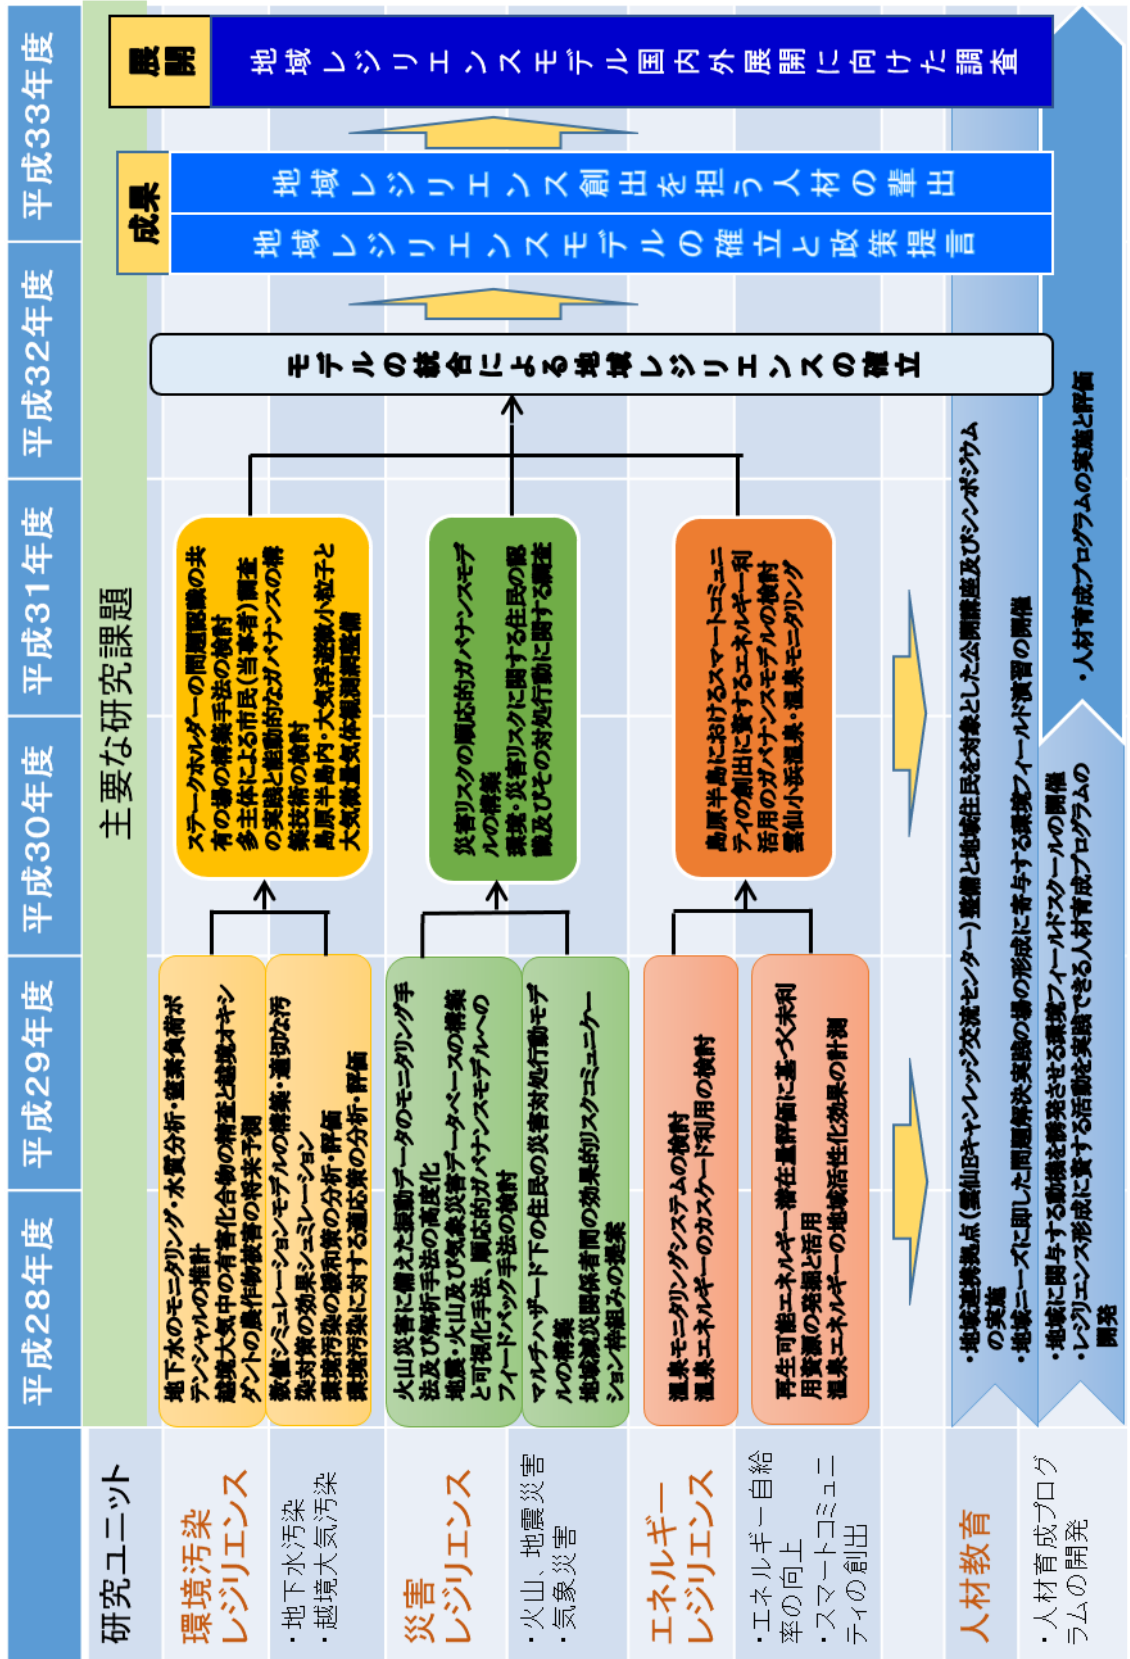 平成28年度
平成29年度
平成30年度
平成31年度
平成32年度
平成33年度
研究ユニット
主要な研究課題
環境汚染
レジリエンス
・地下水汚染
・越境大気汚染
地下水のモニタリング・水質分析・窒素負荷ポ
テンシャルの推計
越境大気中の有害化合物の精査と越境オキシ
ダントの農作物被害の将来予測
数値シミュレーションモデルの構築・適切な汚
染対策の効果シュミレーション
環境汚染の緩和策の分析・評価
環境汚染に対する適応策の分析・評価
ステークホルダーの問題認識の共
有の場の構築手法の検討
多主体による市民(当事者)調査
の実践と能動的なガバナンスの構
築技術の検討
島原半島内・大気浮遊微小粒子と
大気微量気体観測網整備
災害
レジリエンス
・火山、地震災害
・気象災害
火山災害に備えた振動データのモニタリング手
法及び解析手法の高度化
地震・火山及び気象災害データベースの構築
と可視化手法、順応的ガバナンスモデルへの
フィードバック手法の検討
マルチハザード下の住民の災害対処行動モデ
ルの構築
地域減災関係者間の効果的リスクコミュニケー
ション枠組みの提案
災害リスクの順応的ガバナンスモデ
ルの構築
環境・災害リスクに関する住民の認
識及びその対処行動に関する調査
エネルギー
レジリエンス
・エネルギー自給
率の向上
・スマートコミュニ
ティの創出
温泉モニタリングシステムの検討
温泉エネルギーのカスケード利用の検討
再生可能エネルギー潜在量評価に基づく未利
用資源の発掘と活用
温泉エネルギーの地域活性化効果の計測
島原半島におけるスマートコミュニ
ティの創出に資するエネルギー利
活用のガバナンスモデルの検討
雲仙小浜温泉・温泉モニタリング
モデルの統合による地域レジリエンスの確立
成果
地域レジリエンスモデルの確立と政策提言
地域レジリエンス創出を担う人材の輩出
展開
地域レジリエンスモデル国内外展開に向けた調査
人材教育
・人材育成プログ
ラムの開発
・地域連携拠点(雲仙Eキャンレッジ交流センター)整備と地域住民を対象とした公開講座及びシンポジウム
の実施
・地域ニーズに即した問題解決実践の場の形成に寄与する環境フィールド演習の開催
・地域に関与する動機を誘発させる環境フィールドスクールの開催
・レジリエンス形成に資する活動を実践できる人材育成プログラムの
開発
・人材育成プログラムの実施と評価